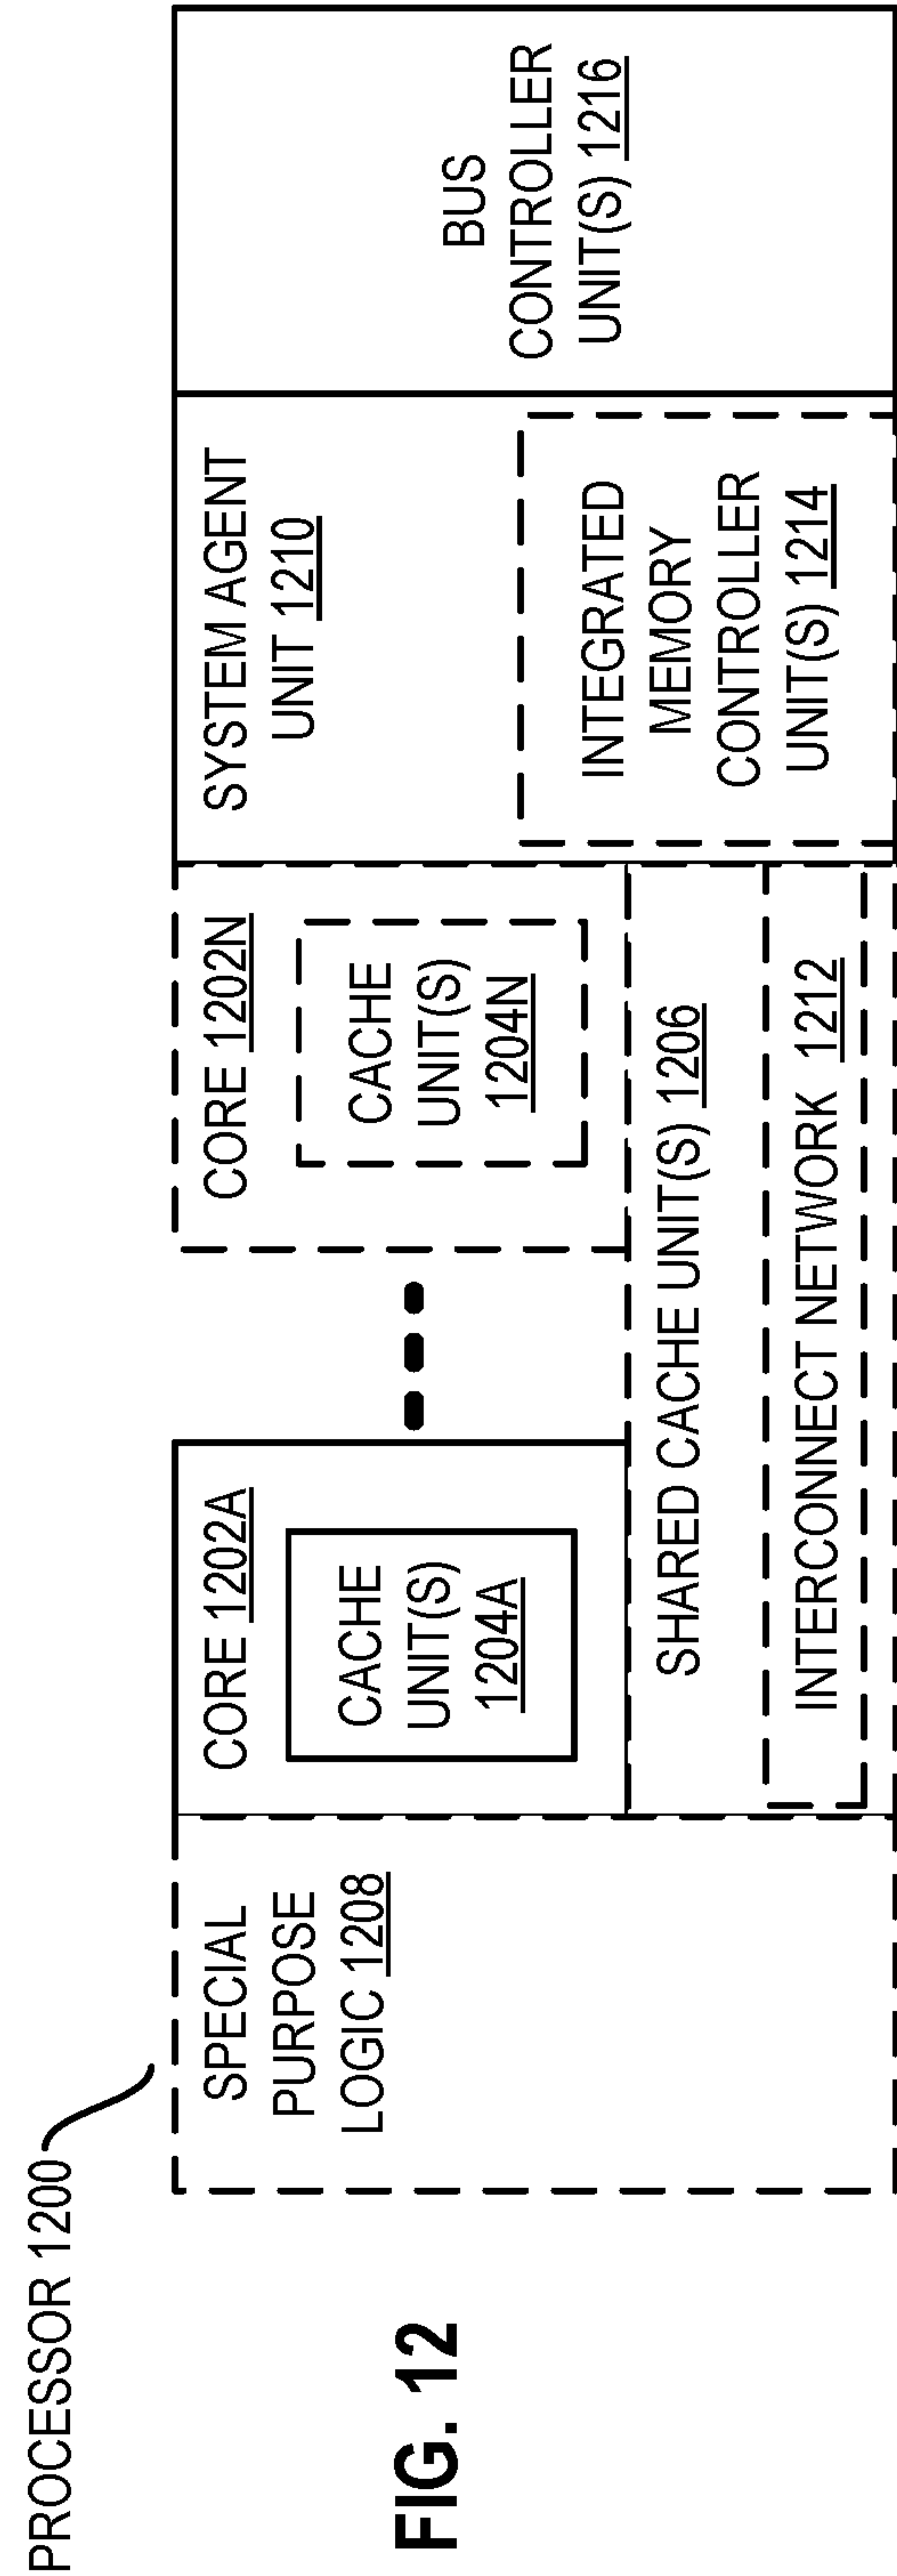 PROCESSOR 1200
SPECIAL
PURPOSE
LOGIC 1208
CORE 1202A
CACHE
UNIT(S)
1204A
CORE 1202N
CACHE
UNIT(S)
1204N
SHARED CACHE UNIT(S) 1206
INTERCONNECT NETWORK 1212
SYSTEM AGENT
UNIT 1210
INTEGRATED
MEMORY
CONTROLLER
UNIT(S) 1214
BUS
CONTROLLER
UNIT(S) 1216
FIG. 12